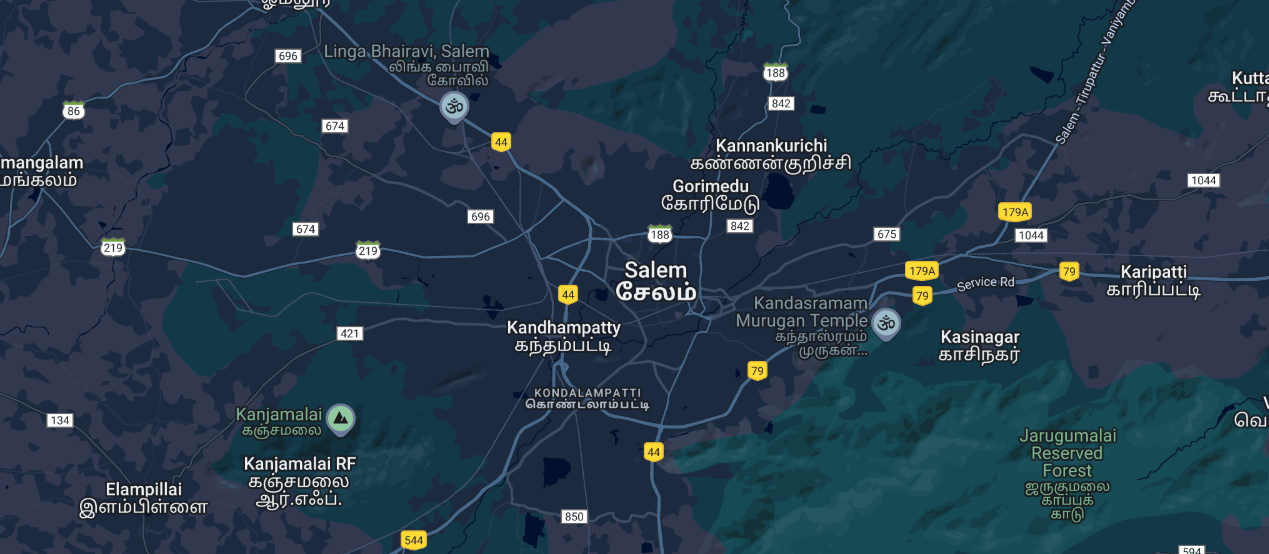 696
Linga Bhairavi, Salem
லிங்க பைரவி
கோவில்
188
86
842
674
44
Salem - Tirupattur - Vaniyamb
mangalam
Kannankurichi
கண்ணன்குறிச்சி
1044
Gorimedu
கோரிமேடு
179A
696
674
842
188
675
1044
219
219
Salem
சேலம்
179A
79
Karipatti
காரிப்பட்டி
Service Rd
44
79
Kandasramam
Murugan Temple
கந்தாஸ்ரமம்
முருகன்...
Kandhampatty
கந்தம்பட்டி
421
Kasinagar
காசிநகர்
79
KONDALAMPATTI
கொண்டலாம்பட்டி
Kanjamalai
கஞ்சமலை
134
44
Jarugumalai
Reserved
Forest
ஜருகுமலை
காப்புக்
காடு
Kanjamalai RF
கஞ்சமலை
ஆர்.எஃப்.
Elampillai
இளம்பிள்ளை
850
544
594